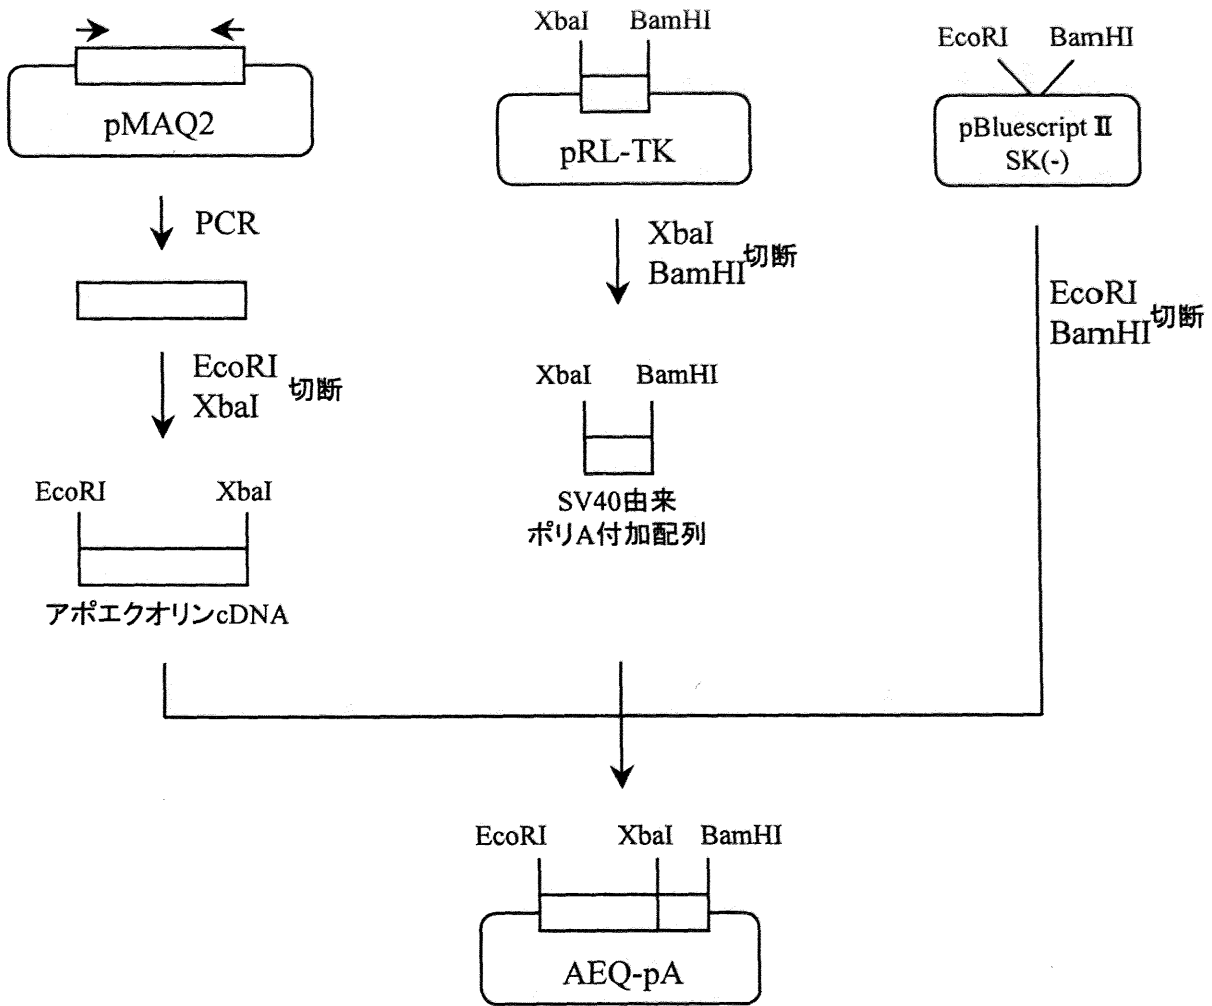 pMAQ2
PCR
EcoRI
XbaI
切断
EcoRI XbaI
アポエクオリンcDNA
XbaI BamHI
pRL-TK
XbaI
BamHI
切断
XbaI BamHI
SV40由来
ポリA付加配列
EcoRI BamHI
pBluescript II
SK(-)
EcoRI
BamHI
切断
EcoRI XbaI BamHI
AEQ-pA